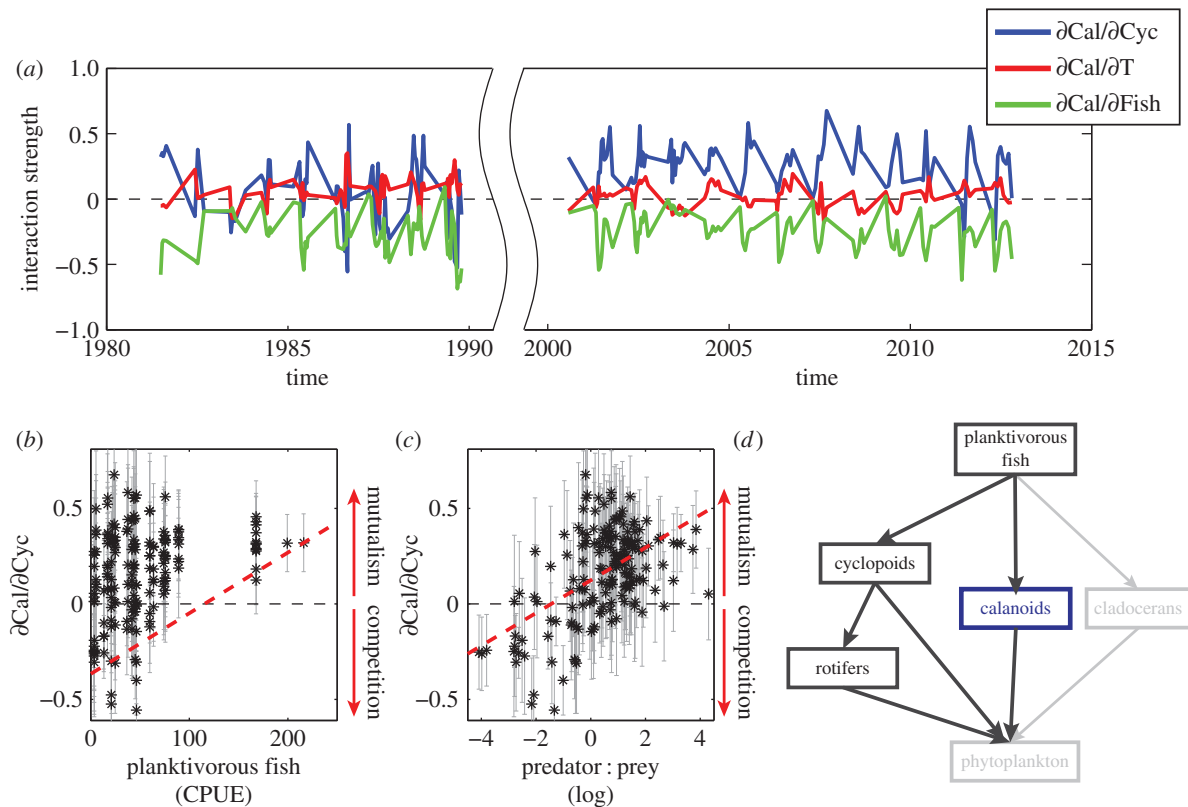 ∂Cal/∂Cyc
∂Cal/∂T
∂Cal/∂Fish
(a)
1.0
0.5
0
−0.5
−1.0
interaction strength
1980
1985
1990
2000
2005
2010
2015
time
time
(b)
0.5
0
−0.5
∂Cal/∂Cyc
0
100
200
planktivorous fish
(CPUE)
mutualism
competition
(c)
0.5
0
−0.5
∂Cal/∂Cyc
−4
−2
0
2
4
predator : prey
(log)
mutualism
competition
(d)
planktivorous
fish
cyclopoids
calanoids
cladocerans
rotifers
phytoplankton